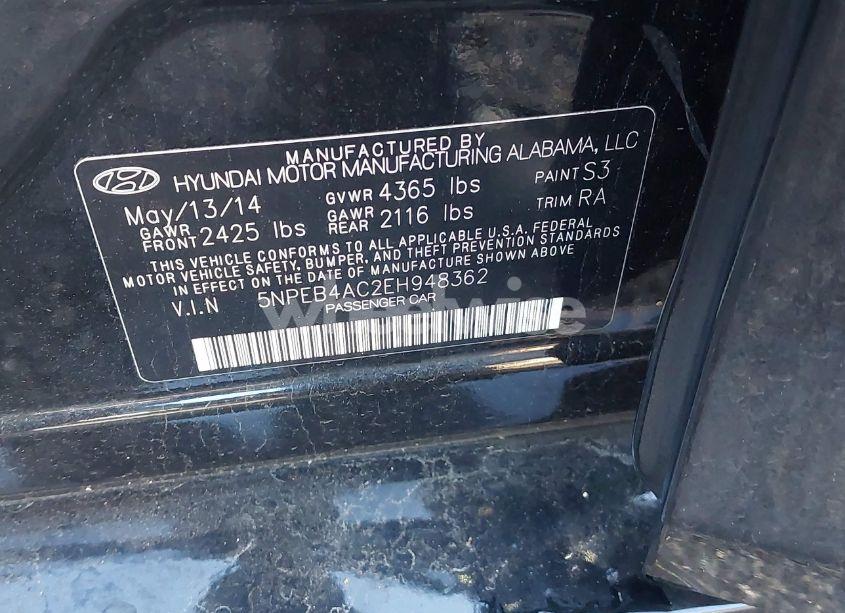 MANUFACTURED BY
HYUNDAI MOTOR MANUFACTURING ALABAMA, LLC
May/13/14 GVWR 4365 lbs PAINT S3
GAWR FRONT 2425 lbs GAWR REAR 2116 lbs TRIM RA
THIS VEHICLE CONFORMS TO ALL APPLICABLE U.S.A. FEDERAL
MOTOR VEHICLE SAFETY, BUMPER, AND THEFT PREVENTION STANDARDS
IN EFFECT ON THE DATE OF MANUFACTURE SHOWN ABOVE
V.I.N 5NPEB4AC2EH948362
PASSENGER CAR